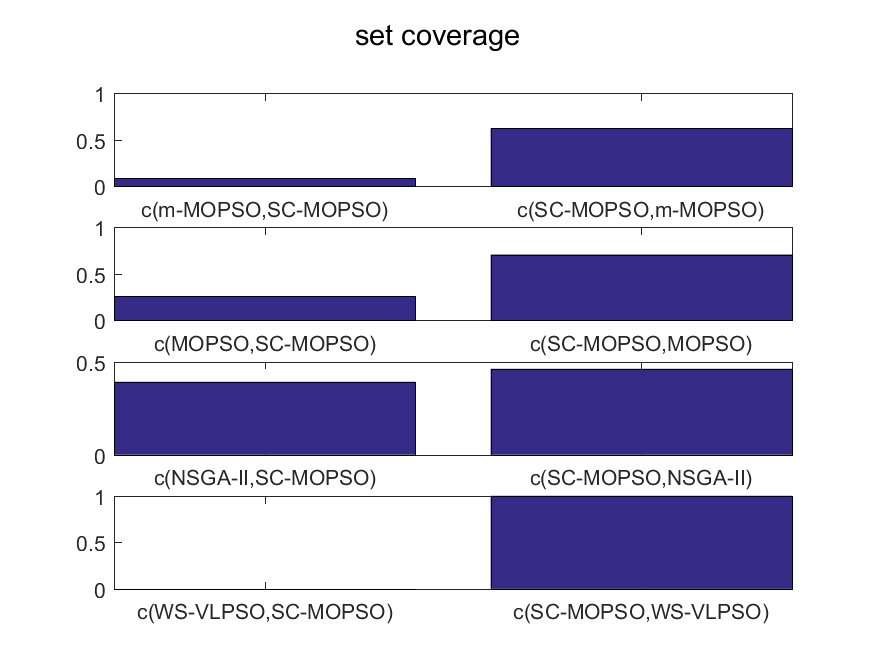 set coverage
1
0.5
0
c(m-MOPSO,SC-MOPSO) c(SC-MOPSO,m-MOPSO)
1
0.5
0
c(MOPSO,SC-MOPSO) c(SC-MOPSO,MOPSO)
0.5
0
c(NSGA-II,SC-MOPSO) c(SC-MOPSO,NSGA-II)
1
0.5
0
c(WS-VLPSO,SC-MOPSO) c(SC-MOPSO,WS-VLPSO)